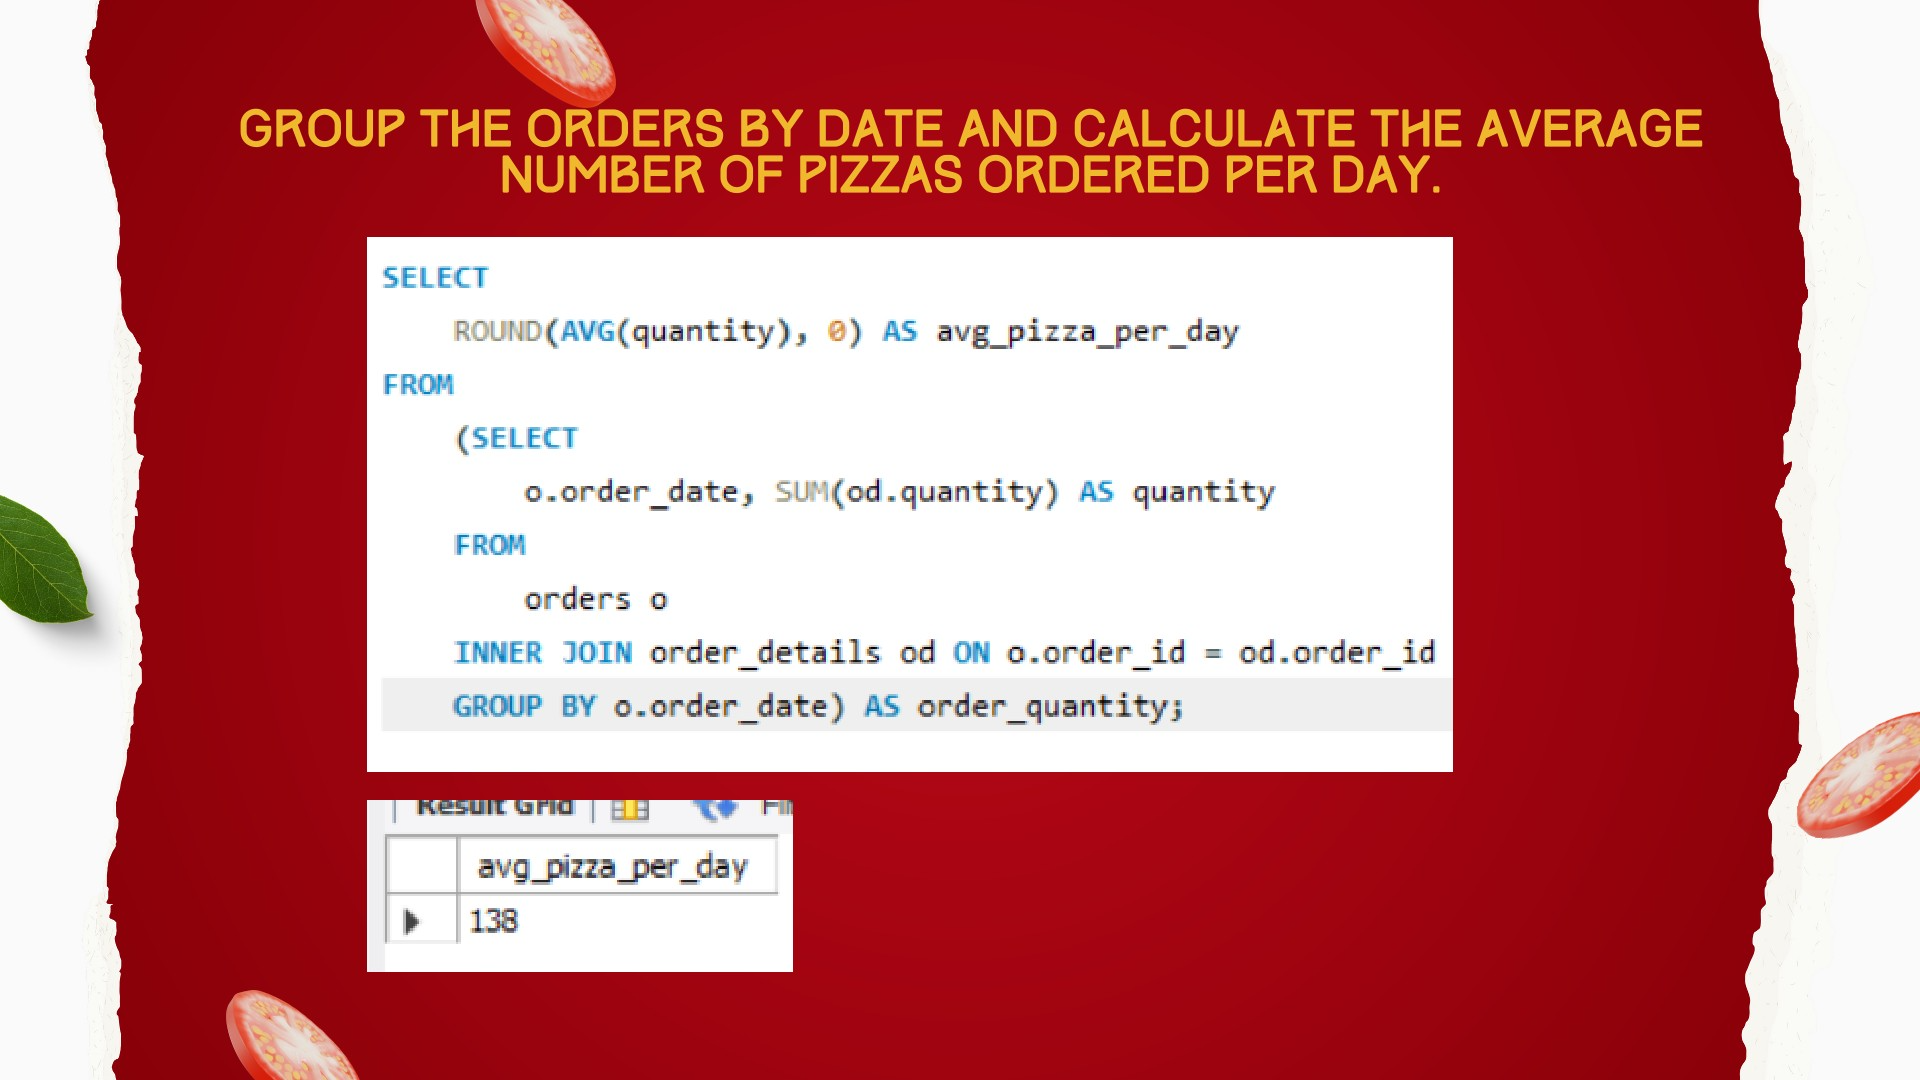 GROUP THE ORDERS BY DATE AND CALCULATE THE AVERAGE
NUMBER OF PIZZAS ORDERED PER DAY.
SELECT
ROUND(AVG(quantity), 0) AS avg_pizza_per_day
FROM
(SELECT
o.order_date, SUM(od.quantity) AS quantity
FROM
orders o
INNER JOIN order_details od ON o.order_id = od.order_id
GROUP BY o.order_date) AS order_quantity;
Result Grid
avg_pizza_per_day
138